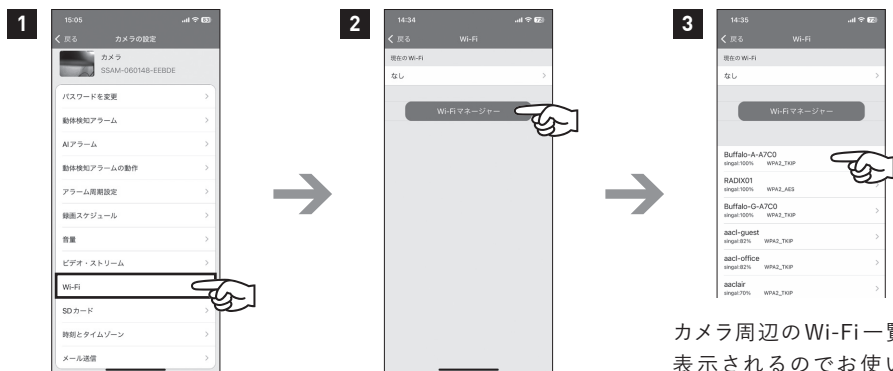 1
15:05
83
戻る
カメラの設定
カメラ
SSAM-060148-EEBDE
パスワードを変更
動体検知アラーム
AIアラーム
動体検知アラームの動作
アラーム周期設定
録画スケジュール
音量
ビデオ・ストリーム
Wi-Fi
SDカード
時刻とタイムゾーン
メール送信
2
14:34
戻る
Wi-Fi
現在のWi-Fi
なし
Wi-Fiマネージャー
3
14:35
戻る
Wi-Fi
現在のWi-Fi
なし
Wi-Fiマネージャー
Buffalo-A-A7C0
singal:100% WPA2_TKIP
RADIX01
singal:100% WPA2_AES
Buffalo-G-A7C0
singal:100% WPA2_TKIP
aacl-guest
singal:82% WPA2_TKIP
aacl-office
singal:82% WPA2_TKIP
aaclair
singal:70% WPA2_TKIP
カメラ周辺のWi-Fi一覧
表示されるのでお使い